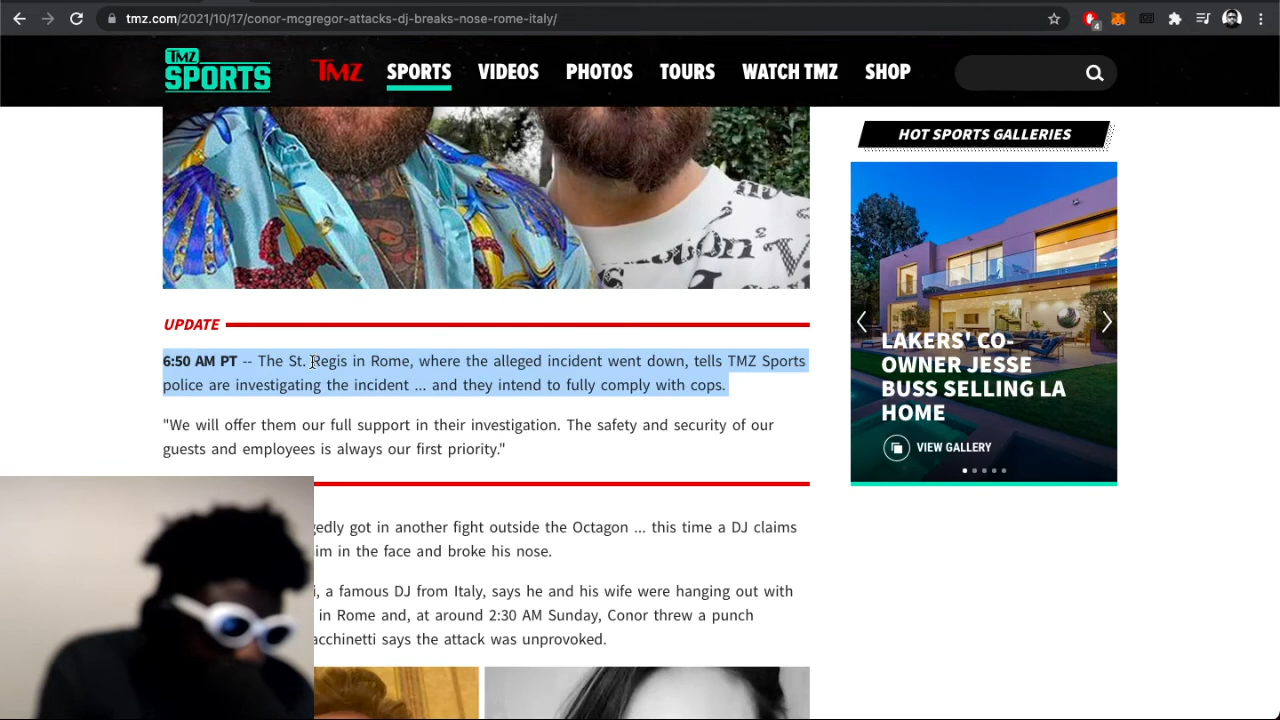 tmz.com/2021/10/17/conor-mcgregor-attacks-dj-breaks-nose-rome-italy/
4
TMZ
SPORTS
TMZ SPORTS VIDEOS PHOTOS TOURS WATCH TMZ SHOP
HOT SPORTS GALLERIES
UPDATE
6:50 AM PT -- The St. Regis in Rome, where the alleged incident went down, tells TMZ Sports
police are investigating the incident ... and they intend to fully comply with cops.
"We will offer them our full support in their investigation. The safety and security of our
guests and employees is always our first priority."
LAKERS' CO-
OWNER JESSE
BUSS SELLING LA
HOME
VIEW GALLERY
got in another fight outside the Octagon ... this time a DJ claims
in the face and broke his nose.
a famous DJ from Italy, says he and his wife were hanging out with
in Rome and, at around 2:30 AM Sunday, Conor threw a punch
says the attack was unprovoked.